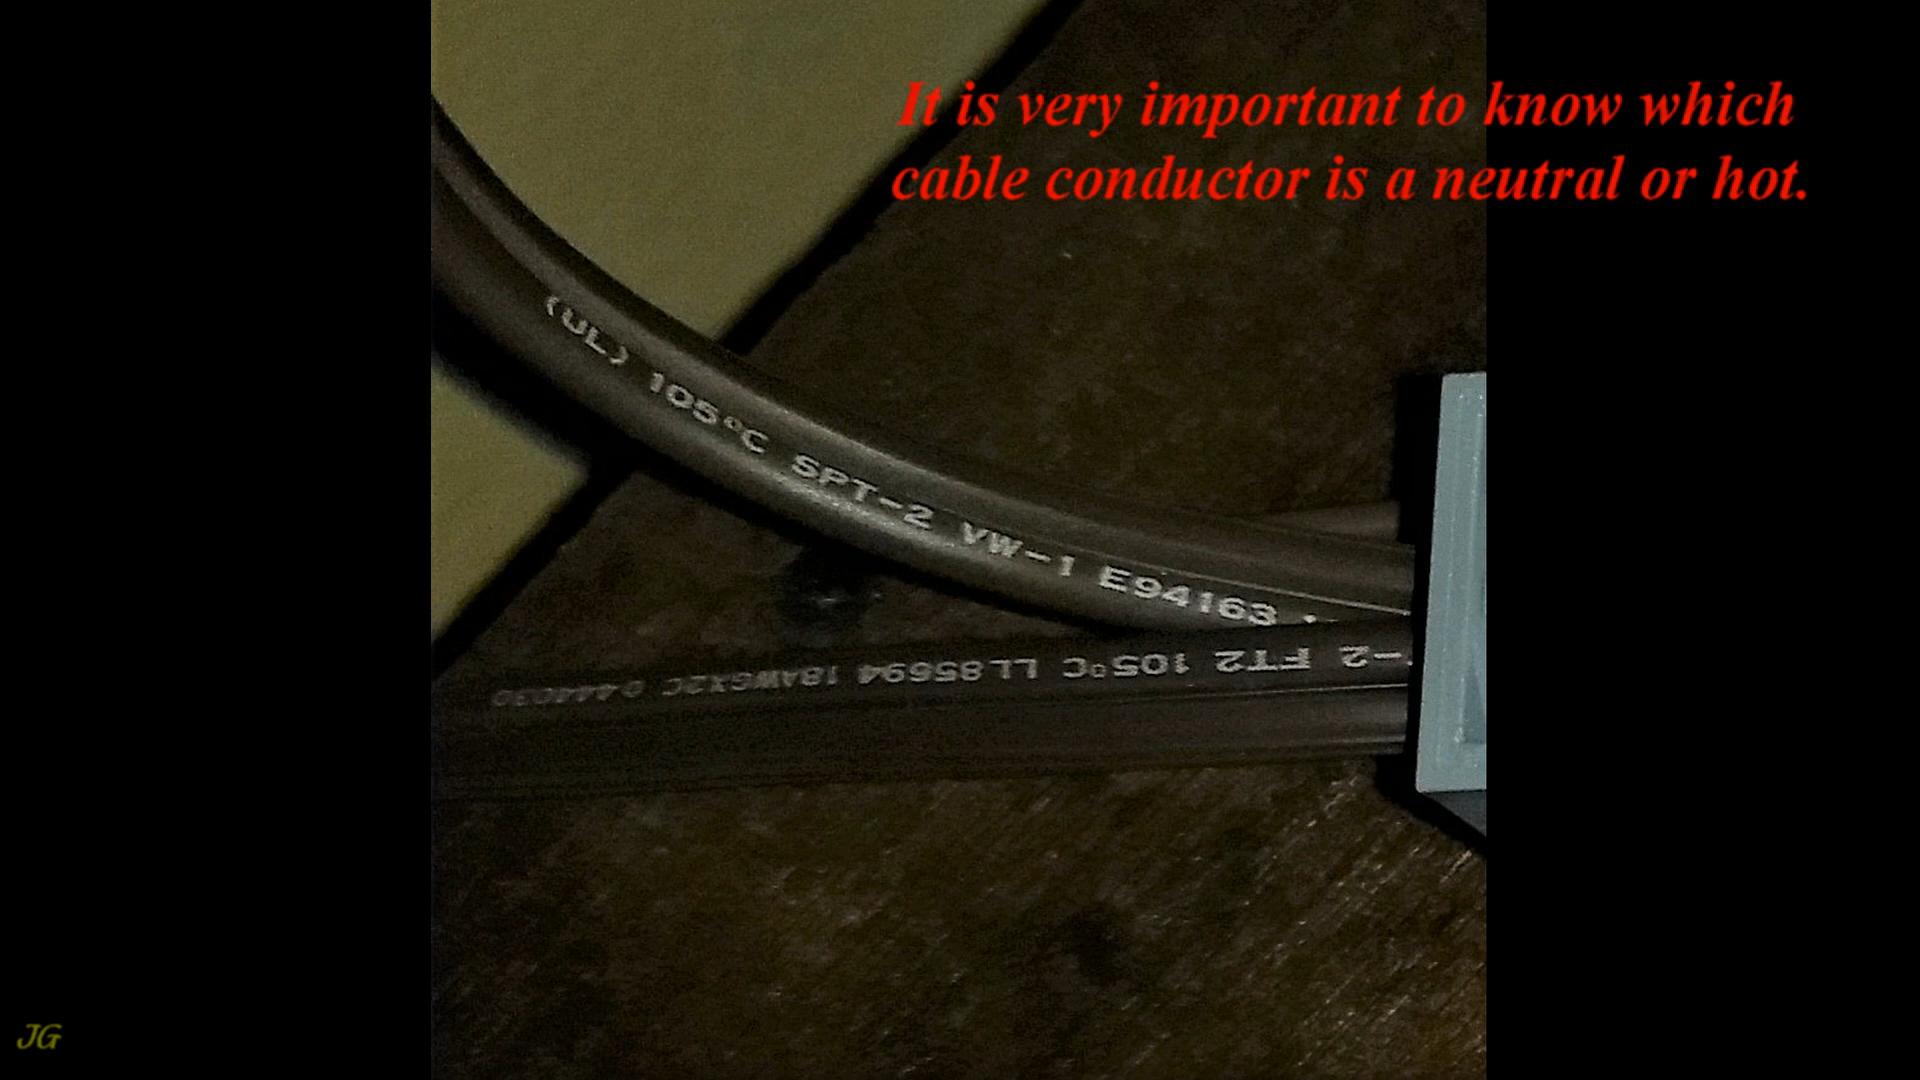 It is very important to know which
cable conductor is a neutral or hot.
(UL) 105°C SPT-2 VW-1 E94163
-2 FT2 105°C LL85694 18AWGX2C
JG